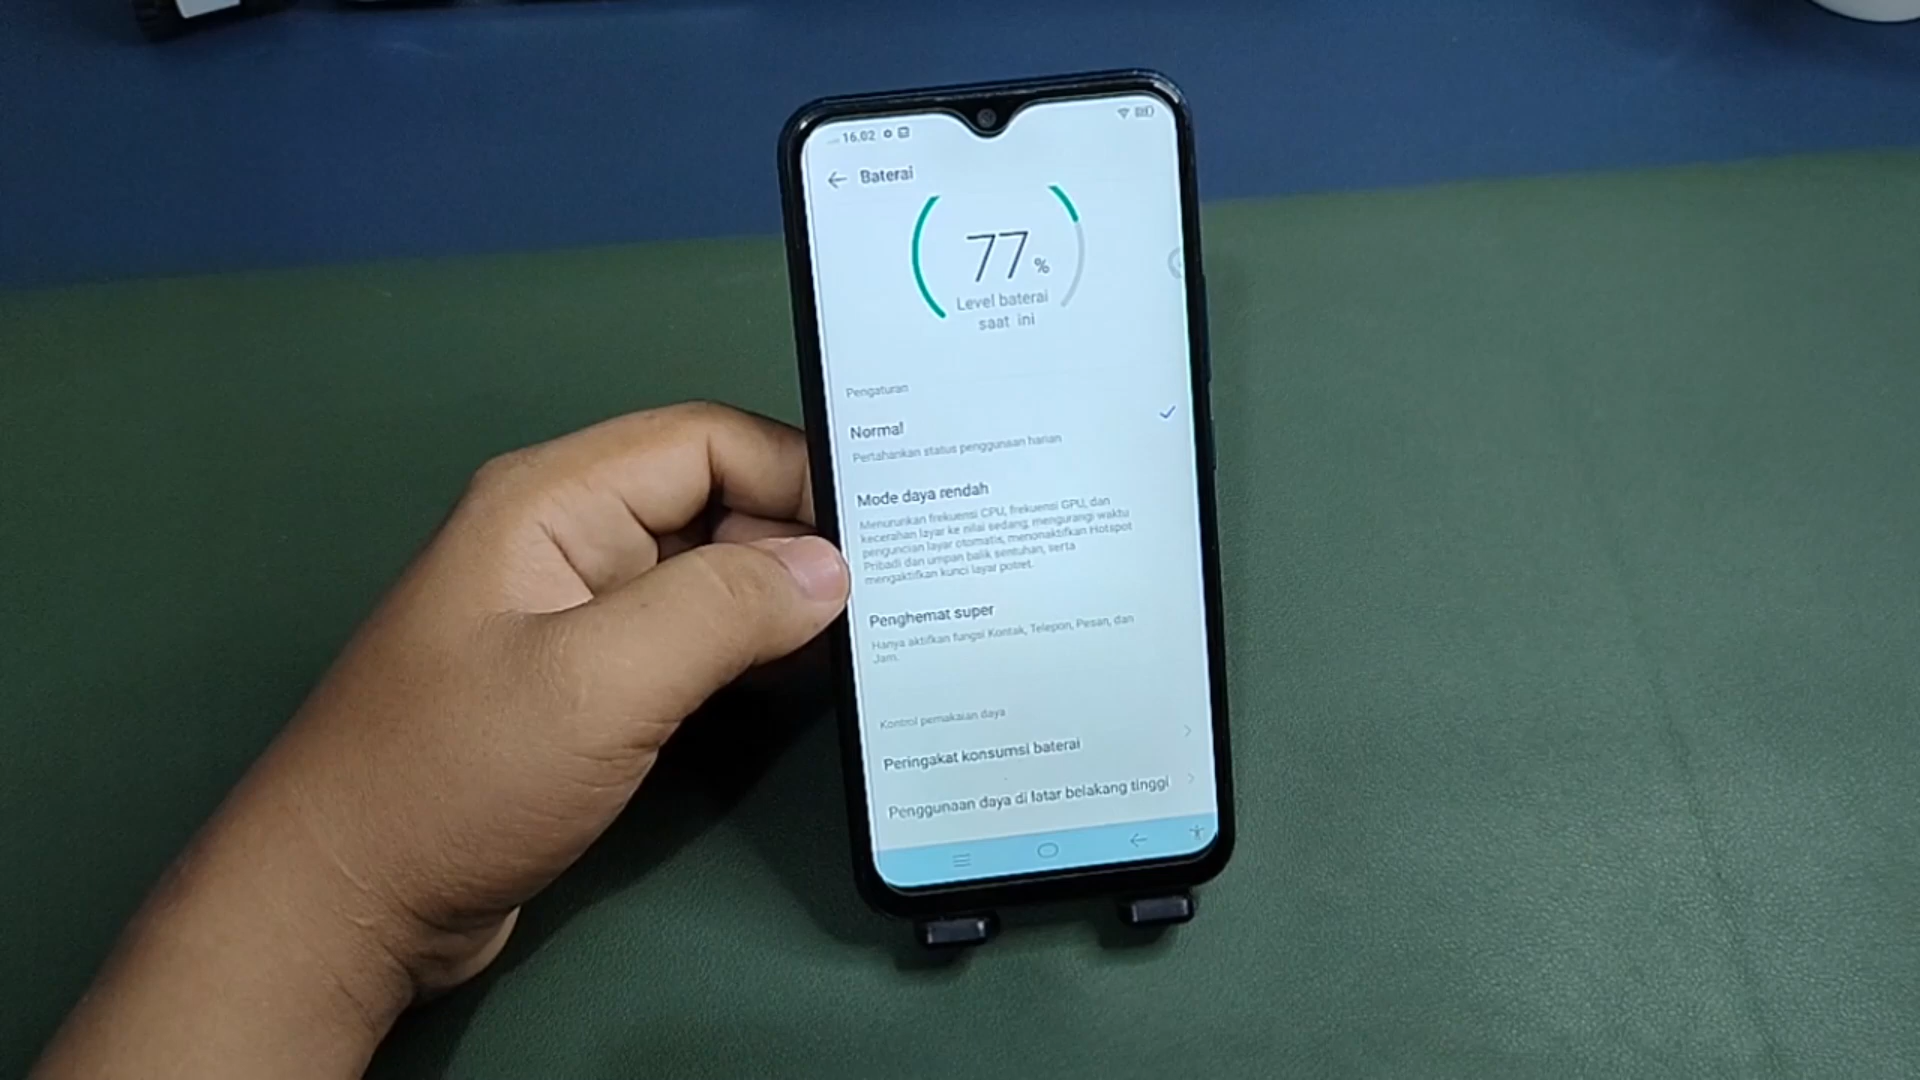 16.02
Baterai
77%
Level baterai
saat ini
Pengaturan
Normal
Pertahankan status penggunaan harian
Mode daya rendah
Menurunkan frekuensi CPU, frekuensi GPU, dan
kecerahan layar ke nilai sedang, mengurangi waktu
penguncian layar otomatis, menonaktifkan Hotspot
Pribadi dan umpan balik sentuhan, serta
mengaktifkan kunci layar potret.
Penghemat super
Hanya aktifkan fungsi Kontak, Telepon, Pesan, dan
Jam.
Kontrol pemakaian daya
Peringakat konsumsi baterai
Penggunaan daya di latar belakang tinggi